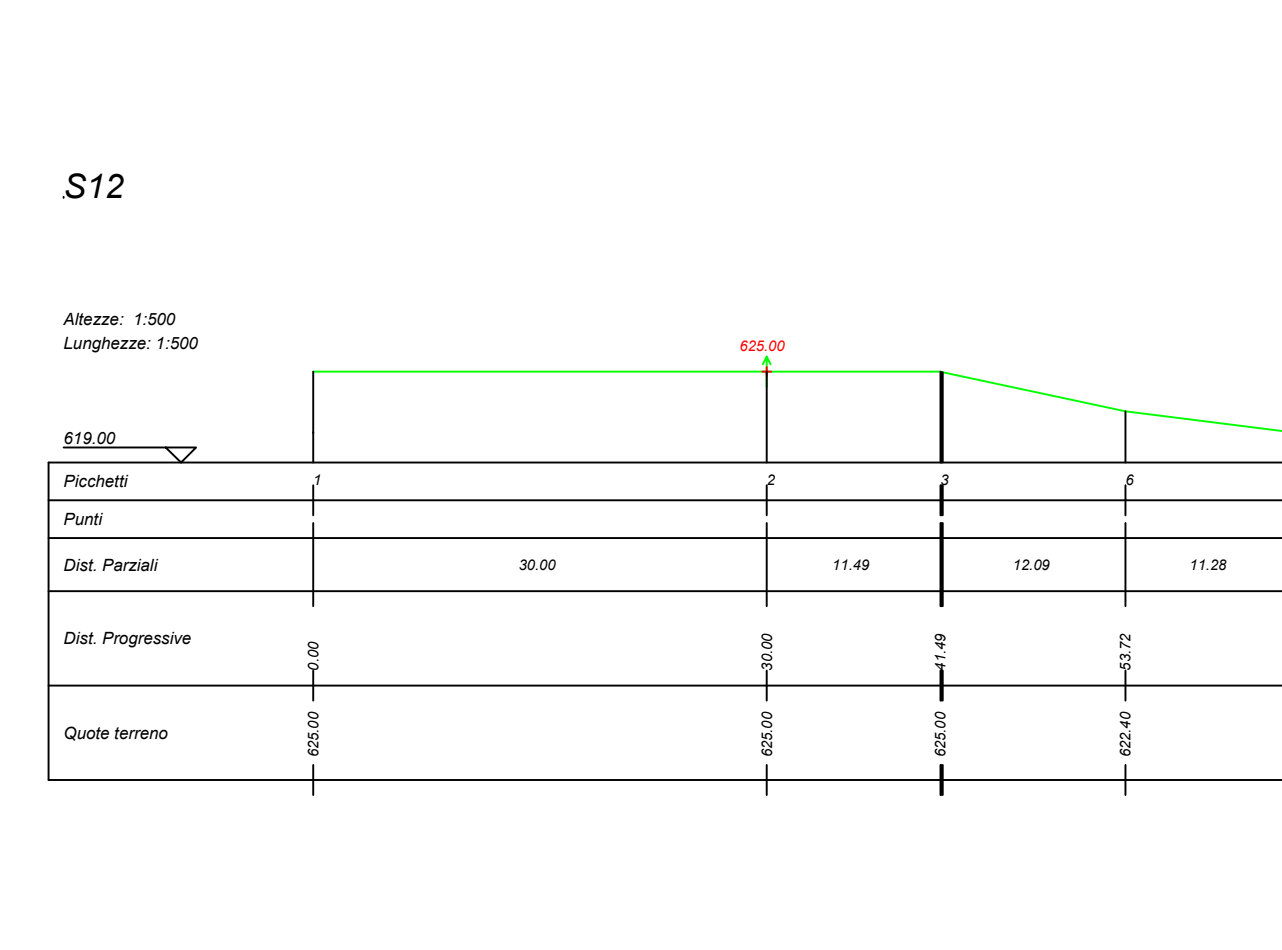 S12
Altezze: 1:500
Lunghezze: 1:500
625.00
619.00
Picchetti 1 2 3 6
Punti
Dist. Parziali 30.00 11.49 12.09 11.28
Dist. Progressive 0.00 30.00 41.49 53.72
Quote terreno 625.00 625.00 625.00 622.40